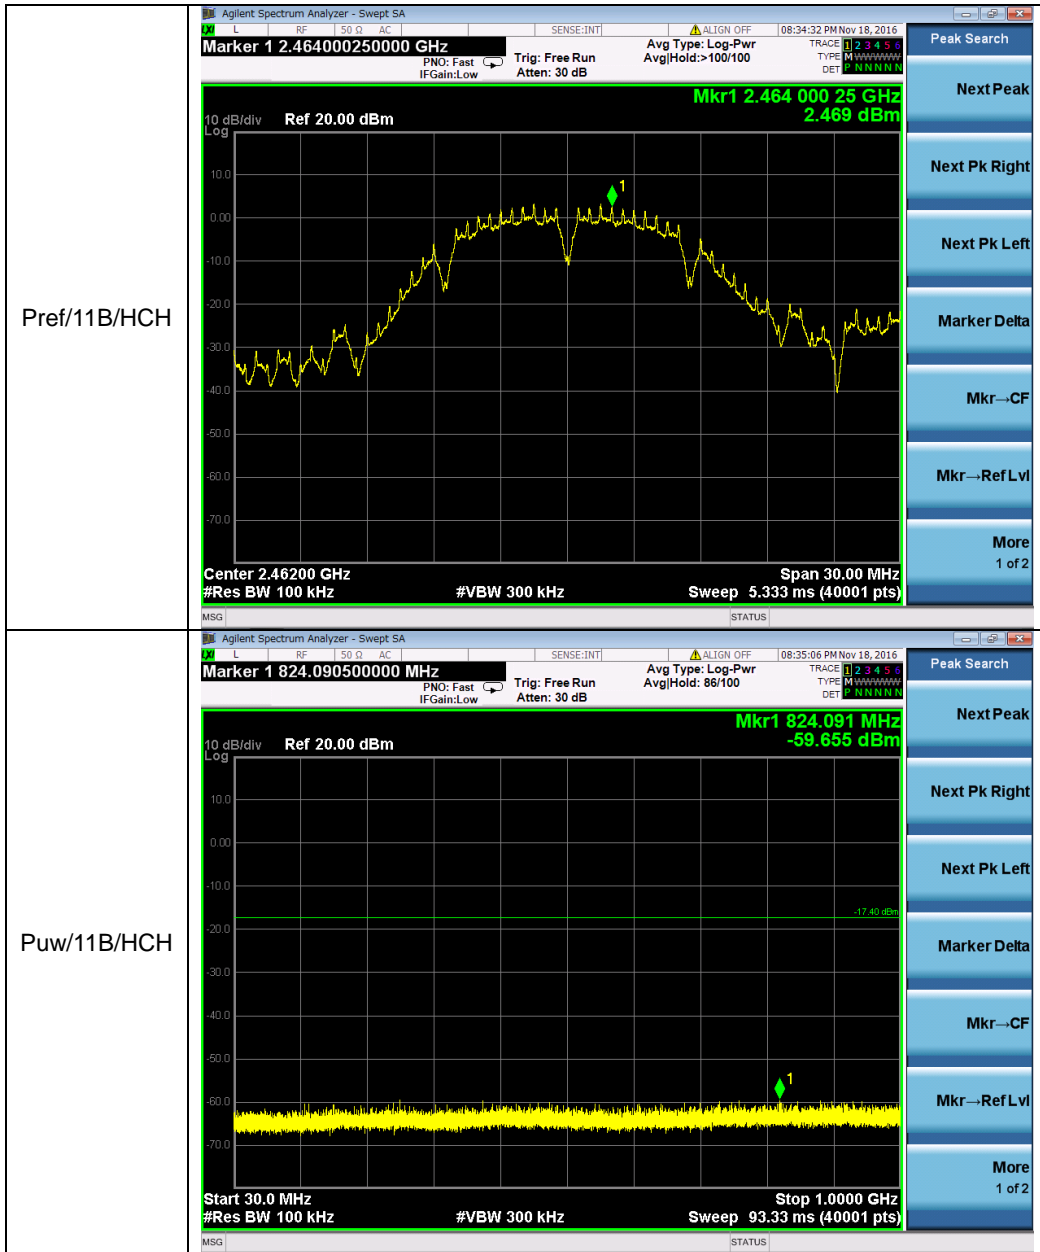 Pref/11B/HCH
Agilent Spectrum Analyzer - Swept SA
LXI L RF 50 Ω AC SENSE:INT ALIGN OFF 08:34:32 PM Nov 18, 2016
Marker 1 2.464000250000 GHz
PNO: Fast
IFGain:Low
Trig: Free Run
Atten: 30 dB
Avg Type: Log-Pwr
Avg|Hold:>100/100
TRACE 1 2 3 4 5 6
TYPE M WWWWW
DET P N N N N N
Mkr1 2.464 000 25 GHz
2.469 dBm
10 dB/div Ref 20.00 dBm
Log
10.0
0.00
-10.0
-20.0
-30.0
-40.0
-50.0
-60.0
-70.0
1
Center 2.46200 GHz Span 30.00 MHz
#Res BW 100 kHz #VBW 300 kHz Sweep 5.333 ms (40001 pts)
MSG STATUS
Peak Search
Next Peak
Next Pk Right
Next Pk Left
Marker Delta
Mkr→CF
Mkr→Ref Lvl
More
1 of 2
Puw/11B/HCH
Agilent Spectrum Analyzer - Swept SA
LXI L RF 50 Ω AC SENSE:INT ALIGN OFF 08:35:06 PM Nov 18, 2016
Marker 1 824.090500000 MHz
PNO: Fast
IFGain:Low
Trig: Free Run
Atten: 30 dB
Avg Type: Log-Pwr
Avg|Hold: 86/100
TRACE 1 2 3 4 5 6
TYPE M WWWWW
DET P N N N N N
Mkr1 824.091 MHz
-59.655 dBm
10 dB/div Ref 20.00 dBm
Log
10.0
0.00
-10.0
-17.40 dBm
-20.0
-30.0
-40.0
-50.0
-60.0
-70.0
1
Start 30.0 MHz Stop 1.0000 GHz
#Res BW 100 kHz #VBW 300 kHz Sweep 93.33 ms (40001 pts)
MSG STATUS
Peak Search
Next Peak
Next Pk Right
Next Pk Left
Marker Delta
Mkr→CF
Mkr→Ref Lvl
More
1 of 2